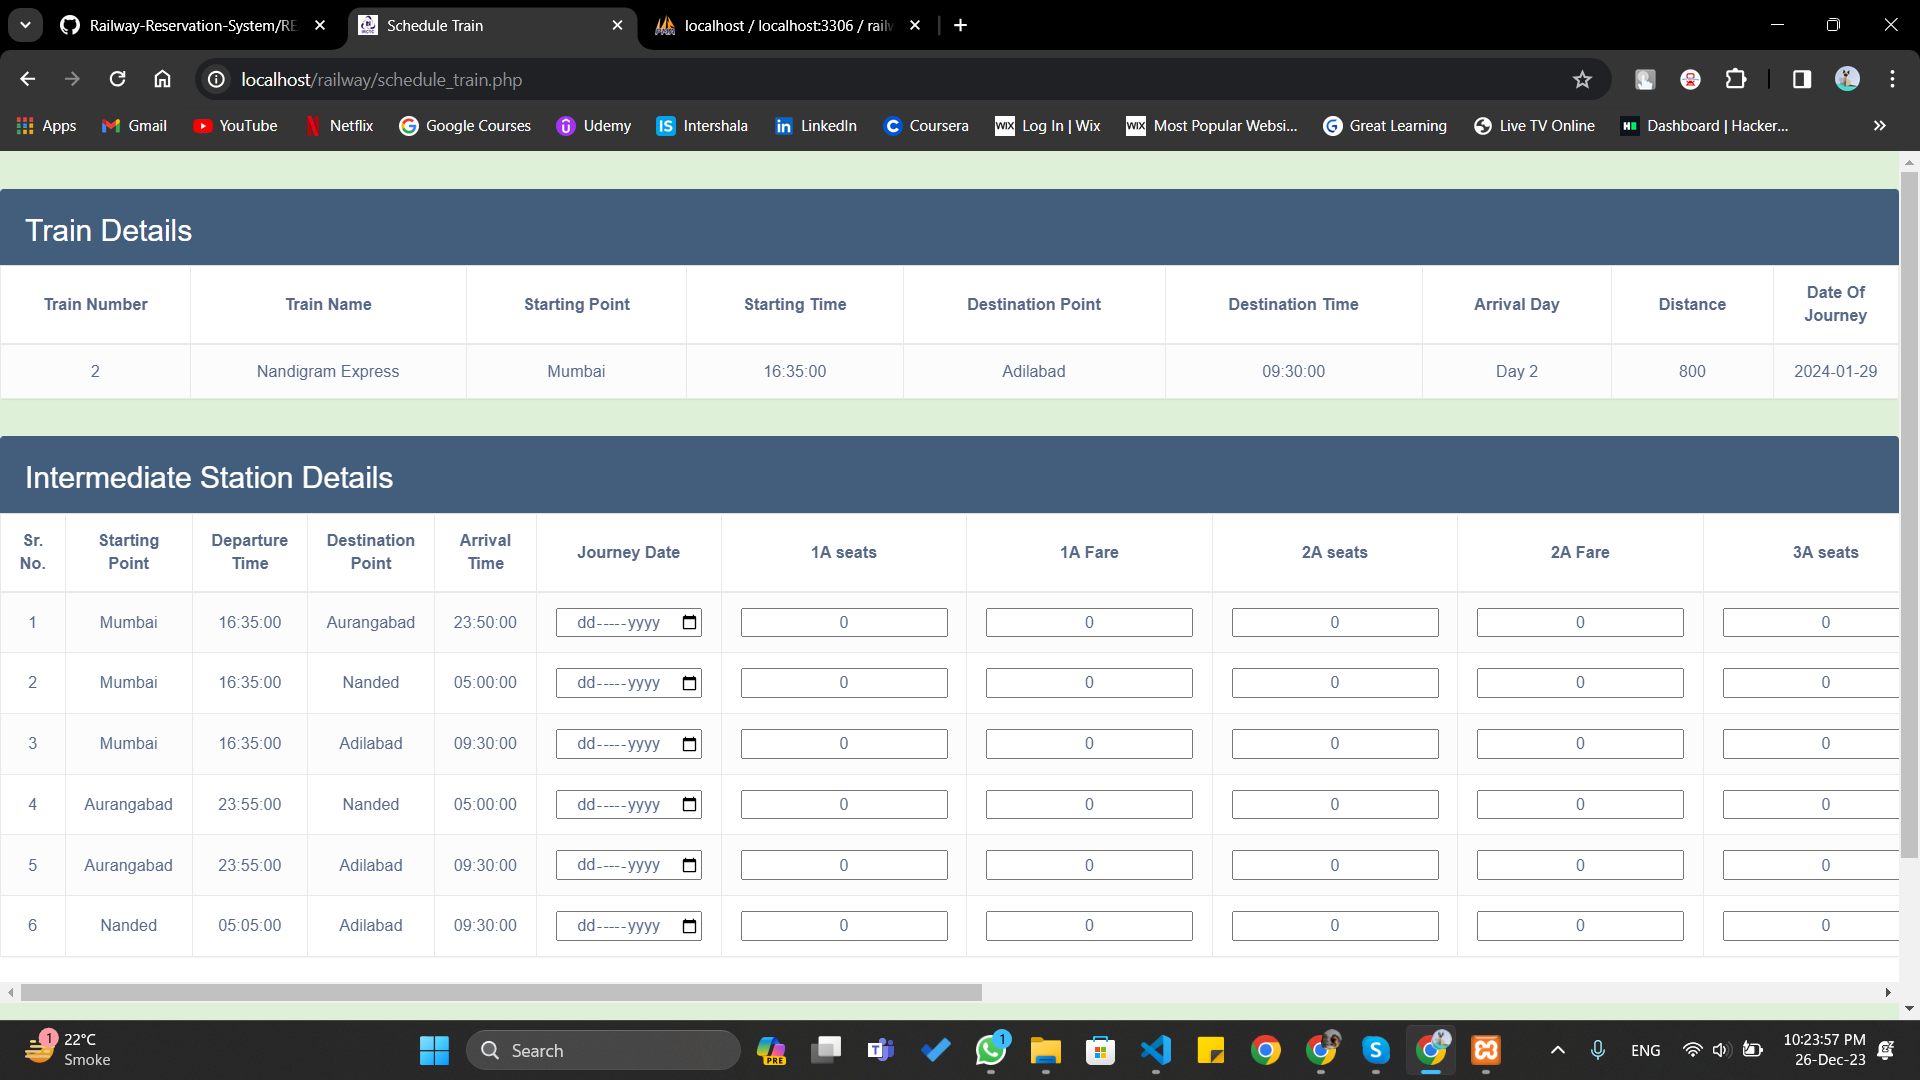 Railway-Reservation-System/RE
Schedule Train
localhost / localhost:3306 / railw
localhost/railway/schedule_train.php
Apps Gmail YouTube Netflix Google Courses Udemy Intershala LinkedIn Coursera Log In | Wix Most Popular Websi... Great Learning Live TV Online Dashboard | Hacker...
Train Details
Train Number Train Name Starting Point Starting Time Destination Point Destination Time Arrival Day Distance Date Of Journey
2 Nandigram Express Mumbai 16:35:00 Adilabad 09:30:00 Day 2 800 2024-01-29
Intermediate Station Details
Sr. No. Starting Point Departure Time Destination Point Arrival Time Journey Date 1A seats 1A Fare 2A seats 2A Fare 3A seats
1 Mumbai 16:35:00 Aurangabad 23:50:00 dd-----yyyy 0 0 0 0 0
2 Mumbai 16:35:00 Nanded 05:00:00 dd-----yyyy 0 0 0 0 0
3 Mumbai 16:35:00 Adilabad 09:30:00 dd-----yyyy 0 0 0 0 0
4 Aurangabad 23:55:00 Nanded 05:00:00 dd-----yyyy 0 0 0 0 0
5 Aurangabad 23:55:00 Adilabad 09:30:00 dd-----yyyy 0 0 0 0 0
6 Nanded 05:05:00 Adilabad 09:30:00 dd-----yyyy 0 0 0 0 0
1 22°C
Smoke
Search
PRE
1
ENG
10:23:57 PM
26-Dec-23